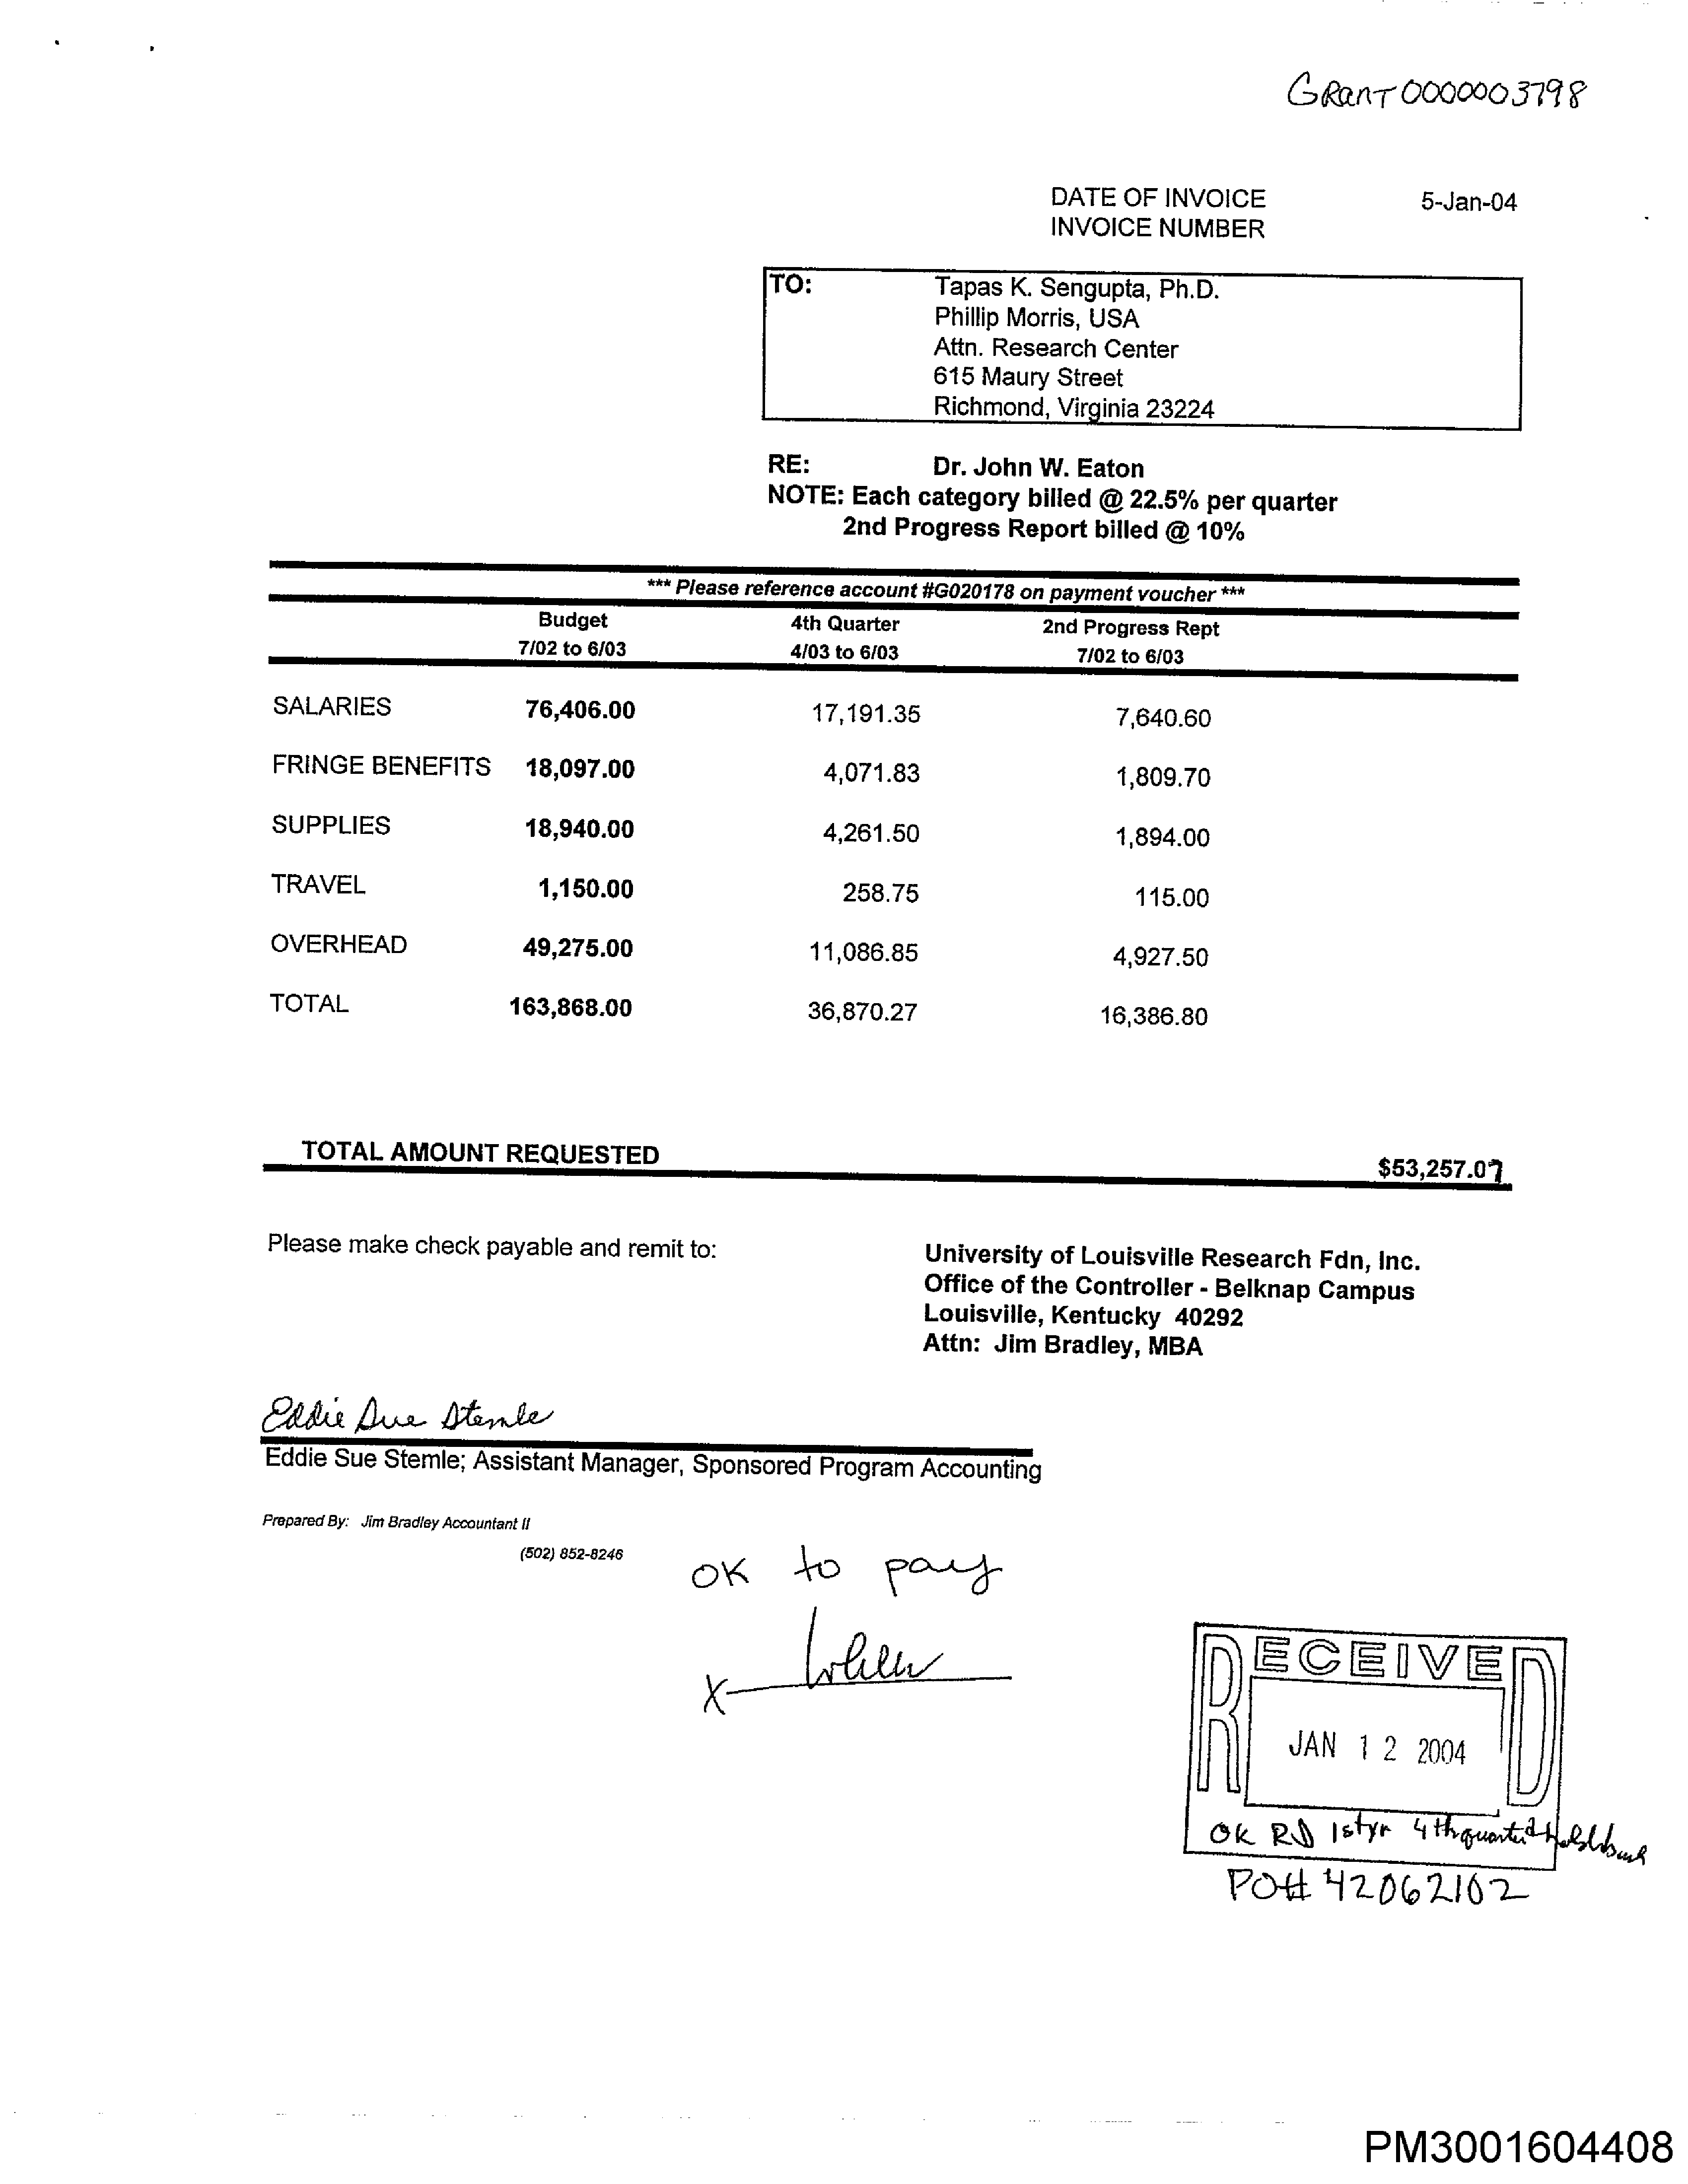 GRanT 0000003798
DATE OF INVOICE 5-Jan-04
INVOICE NUMBER
TO: Tapas K. Sengupta, Ph.D.
Phillip Morris, USA
Attn. Research Center
615 Maury Street
Richmond, Virginia 23224
RE: Dr. John W. Eaton
NOTE: Each category billed @ 22.5% per quarter
2nd Progress Report billed @ 10%
*** Please reference account #G020178 on payment voucher ***
Budget 4th Quarter 2nd Progress Rept
7/02 to 6/03 4/03 to 6/03 7/02 to 6/03
SALARIES 76,406.00 17,191.35 7,640.60
FRINGE BENEFITS 18,097.00 4,071.83 1,809.70
SUPPLIES 18,940.00 4,261.50 1,894.00
TRAVEL 1,150.00 258.75 115.00
OVERHEAD 49,275.00 11,086.85 4,927.50
TOTAL 163,868.00 36,870.27 16,386.80
TOTAL AMOUNT REQUESTED $53,257.07
Please make check payable and remit to: University of Louisville Research Fdn, Inc.
Office of the Controller - Belknap Campus
Louisville, Kentucky 40292
Attn: Jim Bradley, MBA
Eddie Sue Stemle
Eddie Sue Stemle; Assistant Manager, Sponsored Program Accounting
Prepared By: Jim Bradley Accountant II
(502) 852-8246
OK to pay
X
RECEIVED
JAN 12 2004
OK RD 1st yr 4th quarter holdback
PO# 42062102
PM3001604408